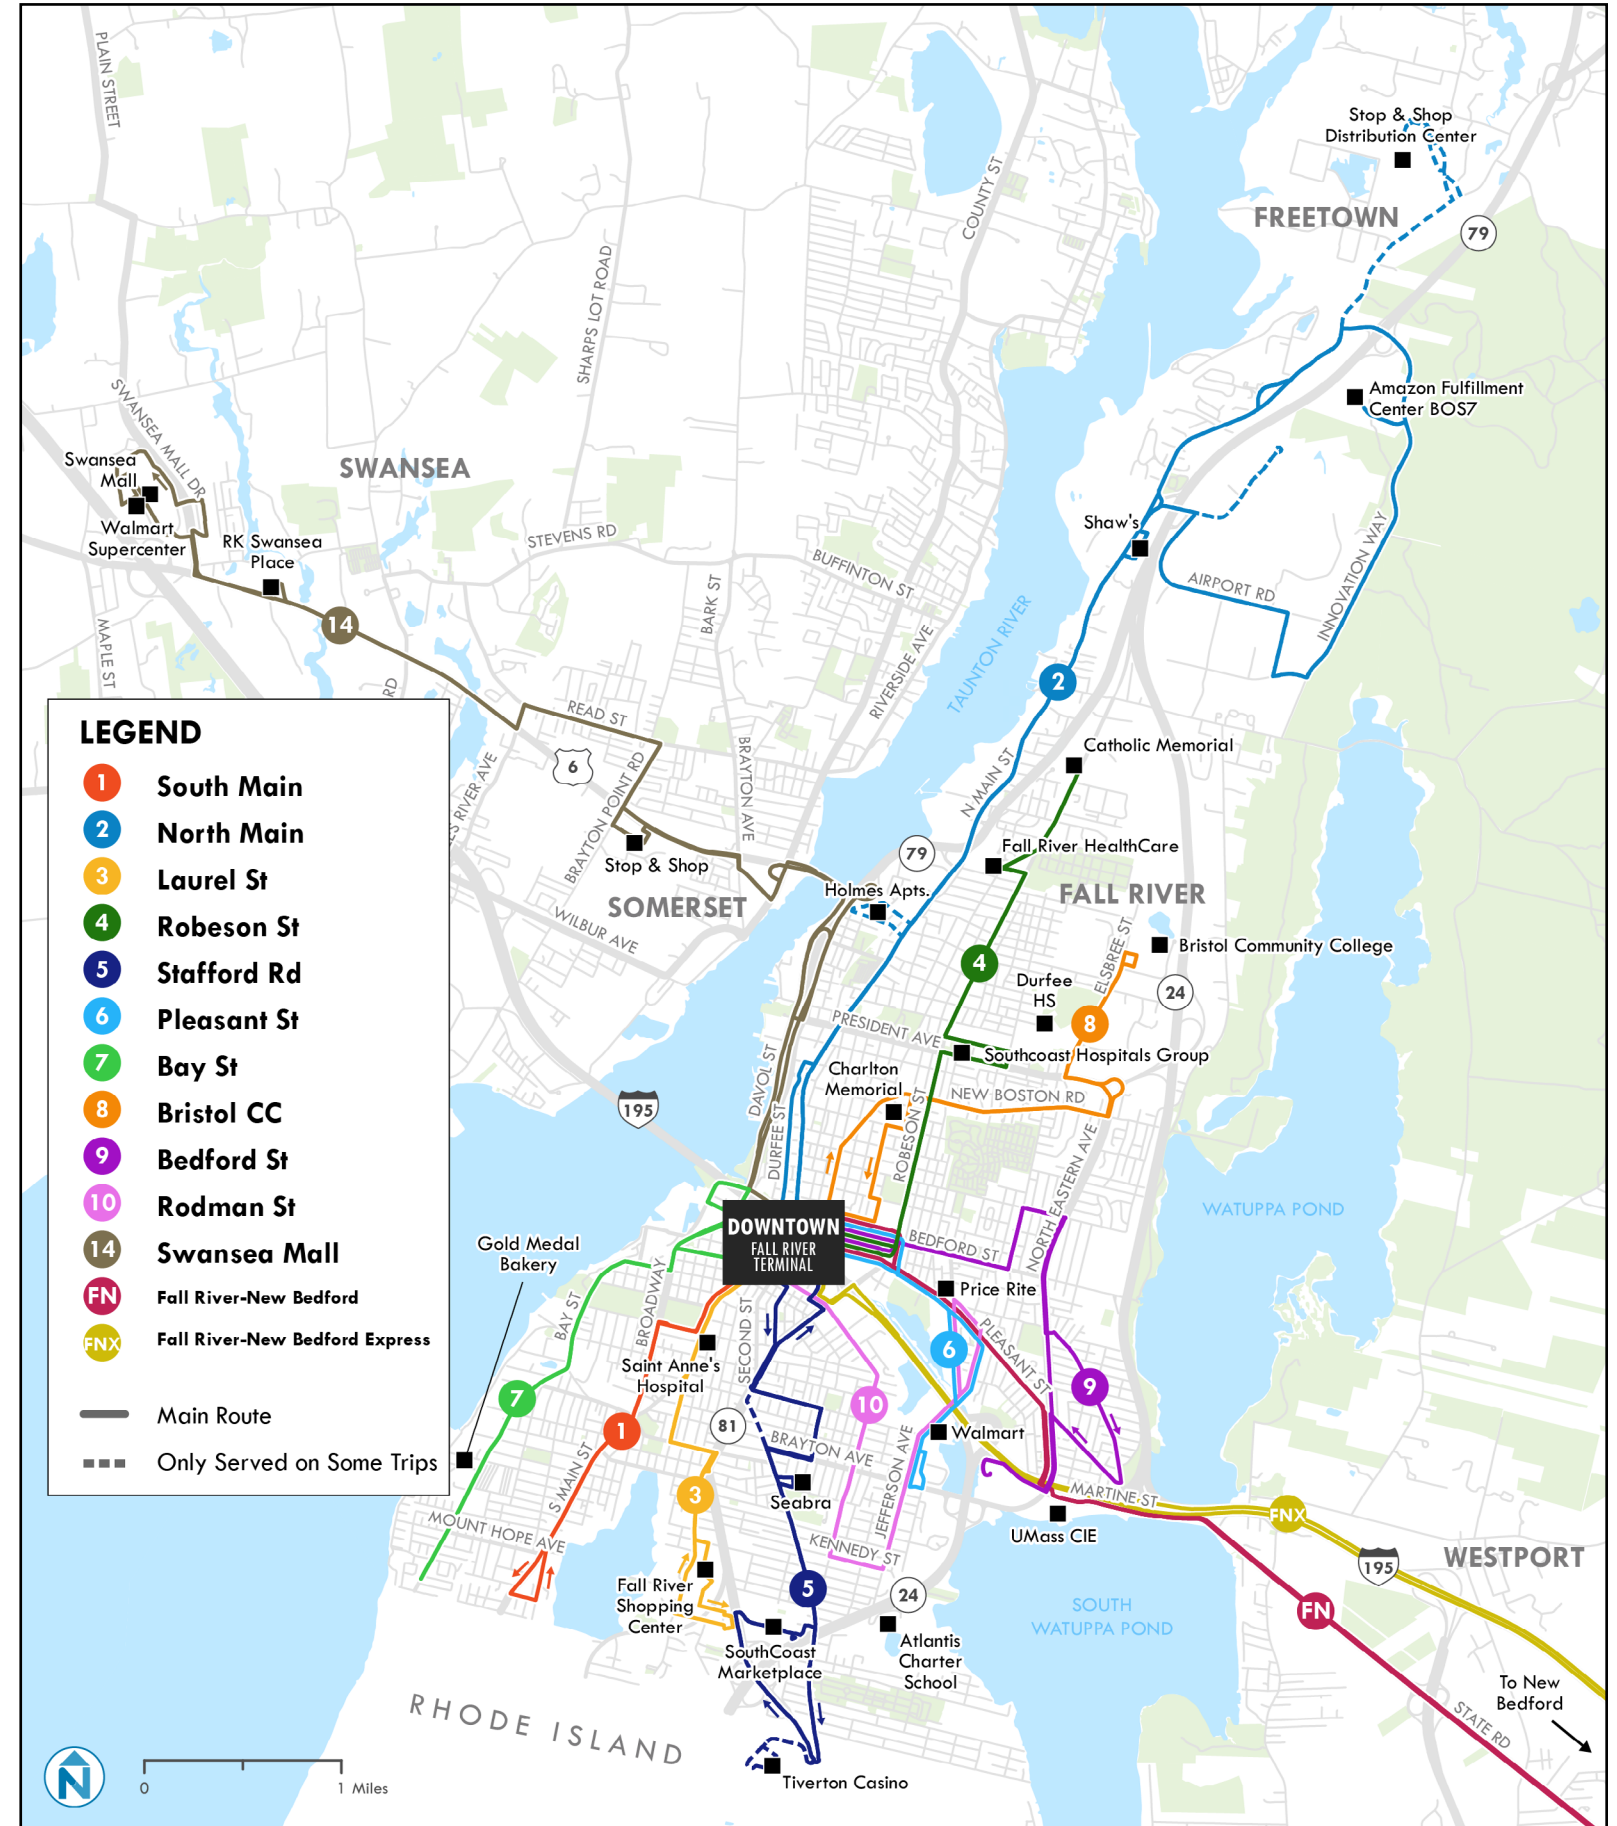 PLAIN STREET
Stop & Shop
Distribution Center
FREETOWN
79
COUNTY ST
SHARPS LOT ROAD
SWANSEA MALL DR
Amazon Fulfillment
Center BOS7
Swansea
Mall
SWANSEA
Walmart
Supercenter
RK Swansea
Place
STEVENS RD
BUFFINTON ST
Shaw's
AIRPORT RD
INNOVATION WAY
BARK ST
TAUNTON RIVER
RIVERSIDE AVE
MAPLE ST
14
RD
2
READ ST
6
BRAYTON POINT RD
BRAYTON AVE
N MAIN ST
Catholic Memorial
Fall River HealthCare
79
Stop & Shop
SOMERSET
WILBUR AVE
Holmes Apts.
FALL RIVER
ELSBREE ST
Bristol Community College
4
Durfee
HS
24
8
PRESIDENT AVE
Southcoast Hospitals Group
DAVOL ST
Charlton
Memorial
NEW BOSTON RD
195
DURFEE ST
ROBESON ST
NORTH EASTERN AVE
WATUPPA POND
DOWNTOWN
FALL RIVER
TERMINAL
BEDFORD ST
Gold Medal
Bakery
Price Rite
BAY ST
BROADWAY
SECOND ST
Saint Anne's
Hospital
6
PLEASANT ST
9
7
10
1
81
Walmart
BRAYTON AVE
JEFFERSON AVE
S MAIN ST
3
Seabra
MARTINE ST
UMass CIE
FNX
MOUNT HOPE AVE
KENNEDY ST
195
WESTPORT
Fall River
Shopping
Center
5
24
FN
SOUTH
WATUPPA POND
SouthCoast
Marketplace
Atlantis
Charter
School
To New
Bedford
STATE RD
RHODE ISLAND
Tiverton Casino
N
0
1 Miles
ES RIVER AVE
LEGEND
1 South Main
2 North Main
3 Laurel St
4 Robeson St
5 Stafford Rd
6 Pleasant St
7 Bay St
8 Bristol CC
9 Bedford St
10 Rodman St
14 Swansea Mall
FN Fall River-New Bedford
FNX Fall River-New Bedford Express
Main Route
Only Served on Some Trips